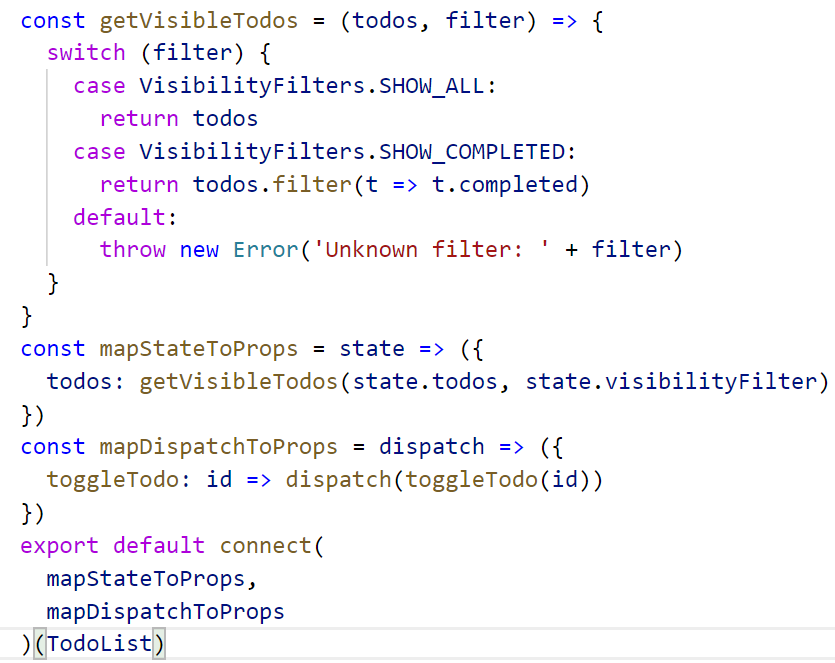 const getVisibleTodos = (todos, filter) => {
  switch (filter) {
    case VisibilityFilters.SHOW_ALL:
      return todos
    case VisibilityFilters.SHOW_COMPLETED:
      return todos.filter(t => t.completed)
    default:
      throw new Error('Unknown filter: ' + filter)
  }
}
const mapStateToProps = state => ({
  todos: getVisibleTodos(state.todos, state.visibilityFilter)
})
const mapDispatchToProps = dispatch => ({
  toggleTodo: id => dispatch(toggleTodo(id))
})
export default connect(
  mapStateToProps,
  mapDispatchToProps
)(TodoList)